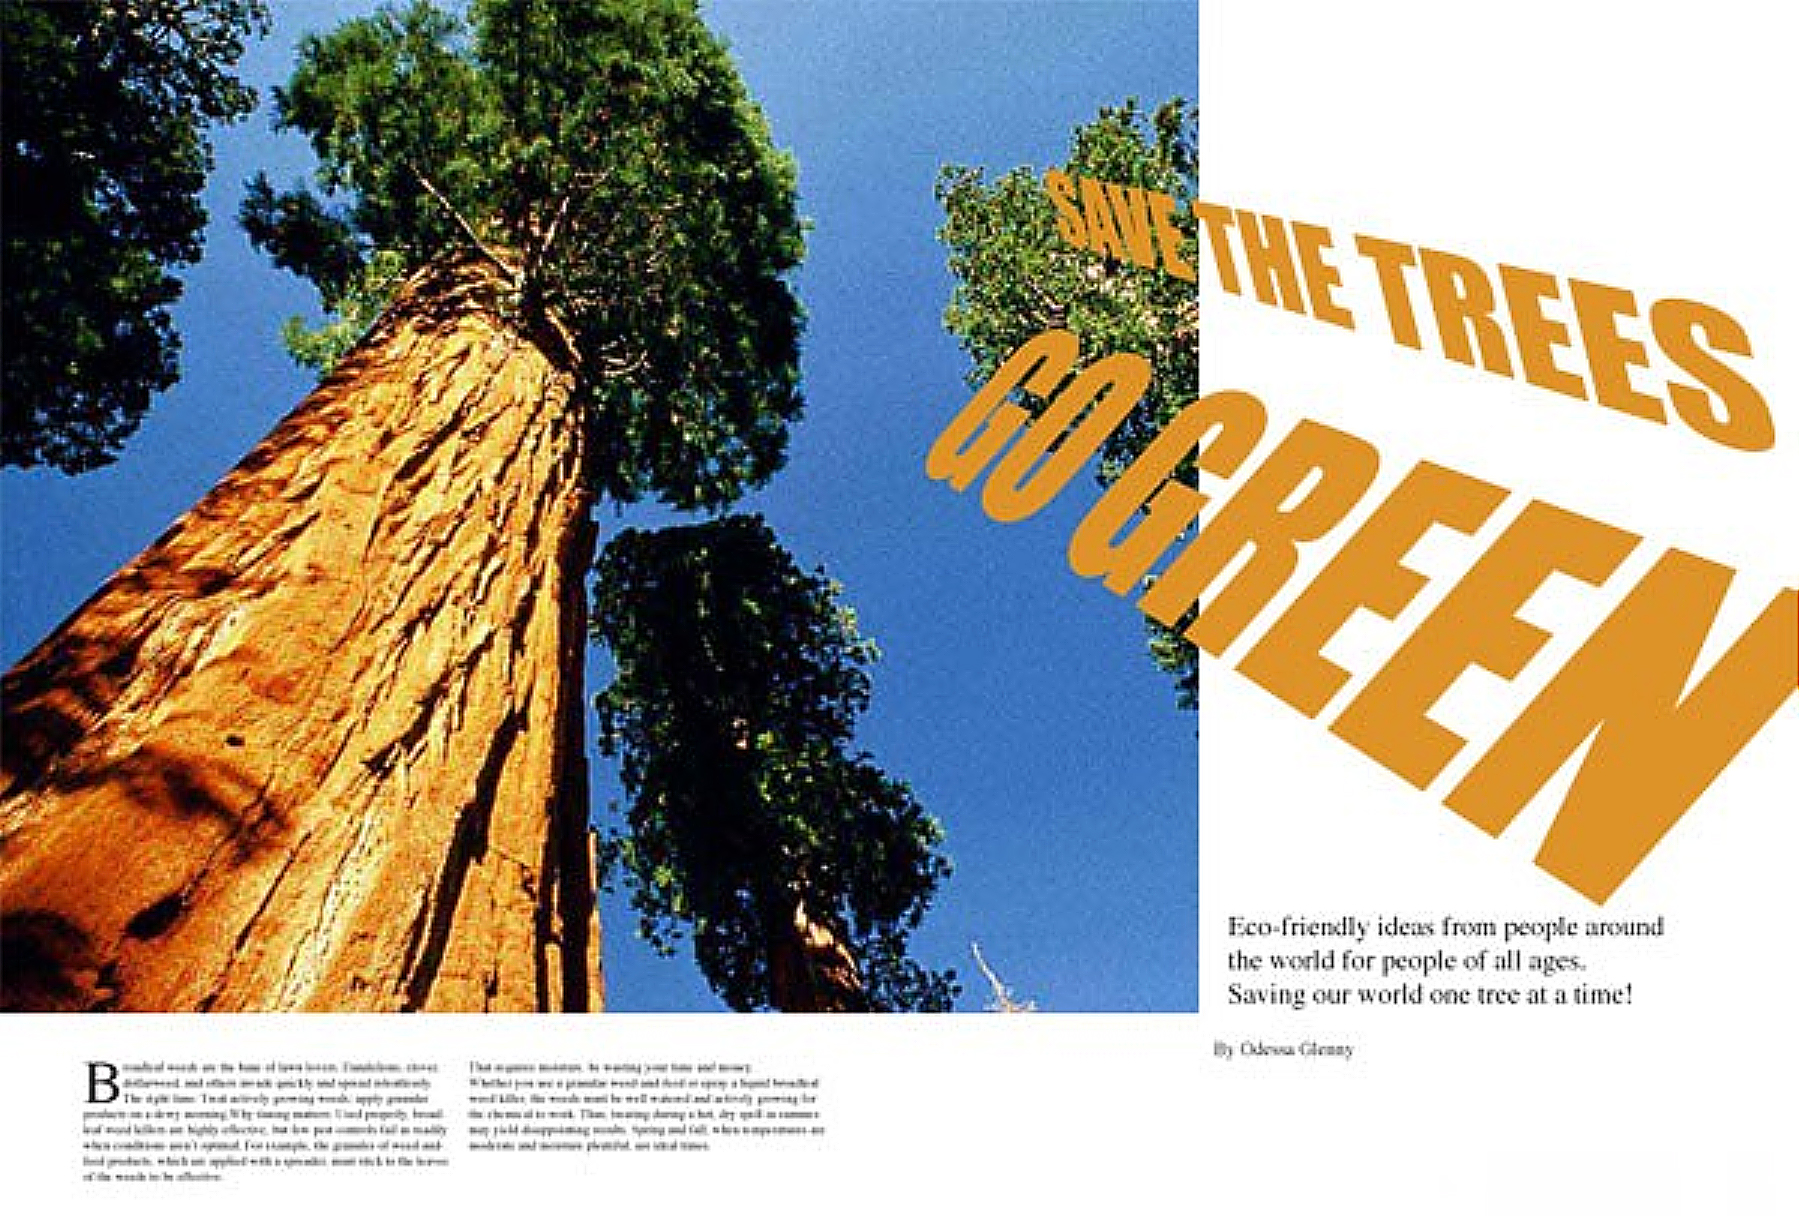 SAVE THE TREES
GO GREEN
Eco-friendly ideas from people around
the world for people of all ages.
Saving our world one tree at a time!
By Odessa Glenny
Broadleaf weeds are the bane of lawn lovers. Dandelions, clover,
and others invade quickly and spread relentlessly.
The right time: Treat actively growing weeds; apply granular
products on a dewy morning. Why timing matters: Used properly, broad-
leaf weed killers are highly effective, but few pest controls fail as readily
when conditions aren't optimal. For example, the granules of weed-and-
feed products, which are applied with a spreader, must stick to the leaves
of the weeds to be effective.
That requires moisture, be wasting your time and money.
Whether you use a granular weed and feed or spray a liquid broadleaf
weed killer, the weeds must be well watered and actively growing for
the chemical to work. Thus, treating during a hot, dry spell in summer
may yield disappointing results. Spring and fall, when temperatures are
moderate and moisture plentiful, are ideal times.